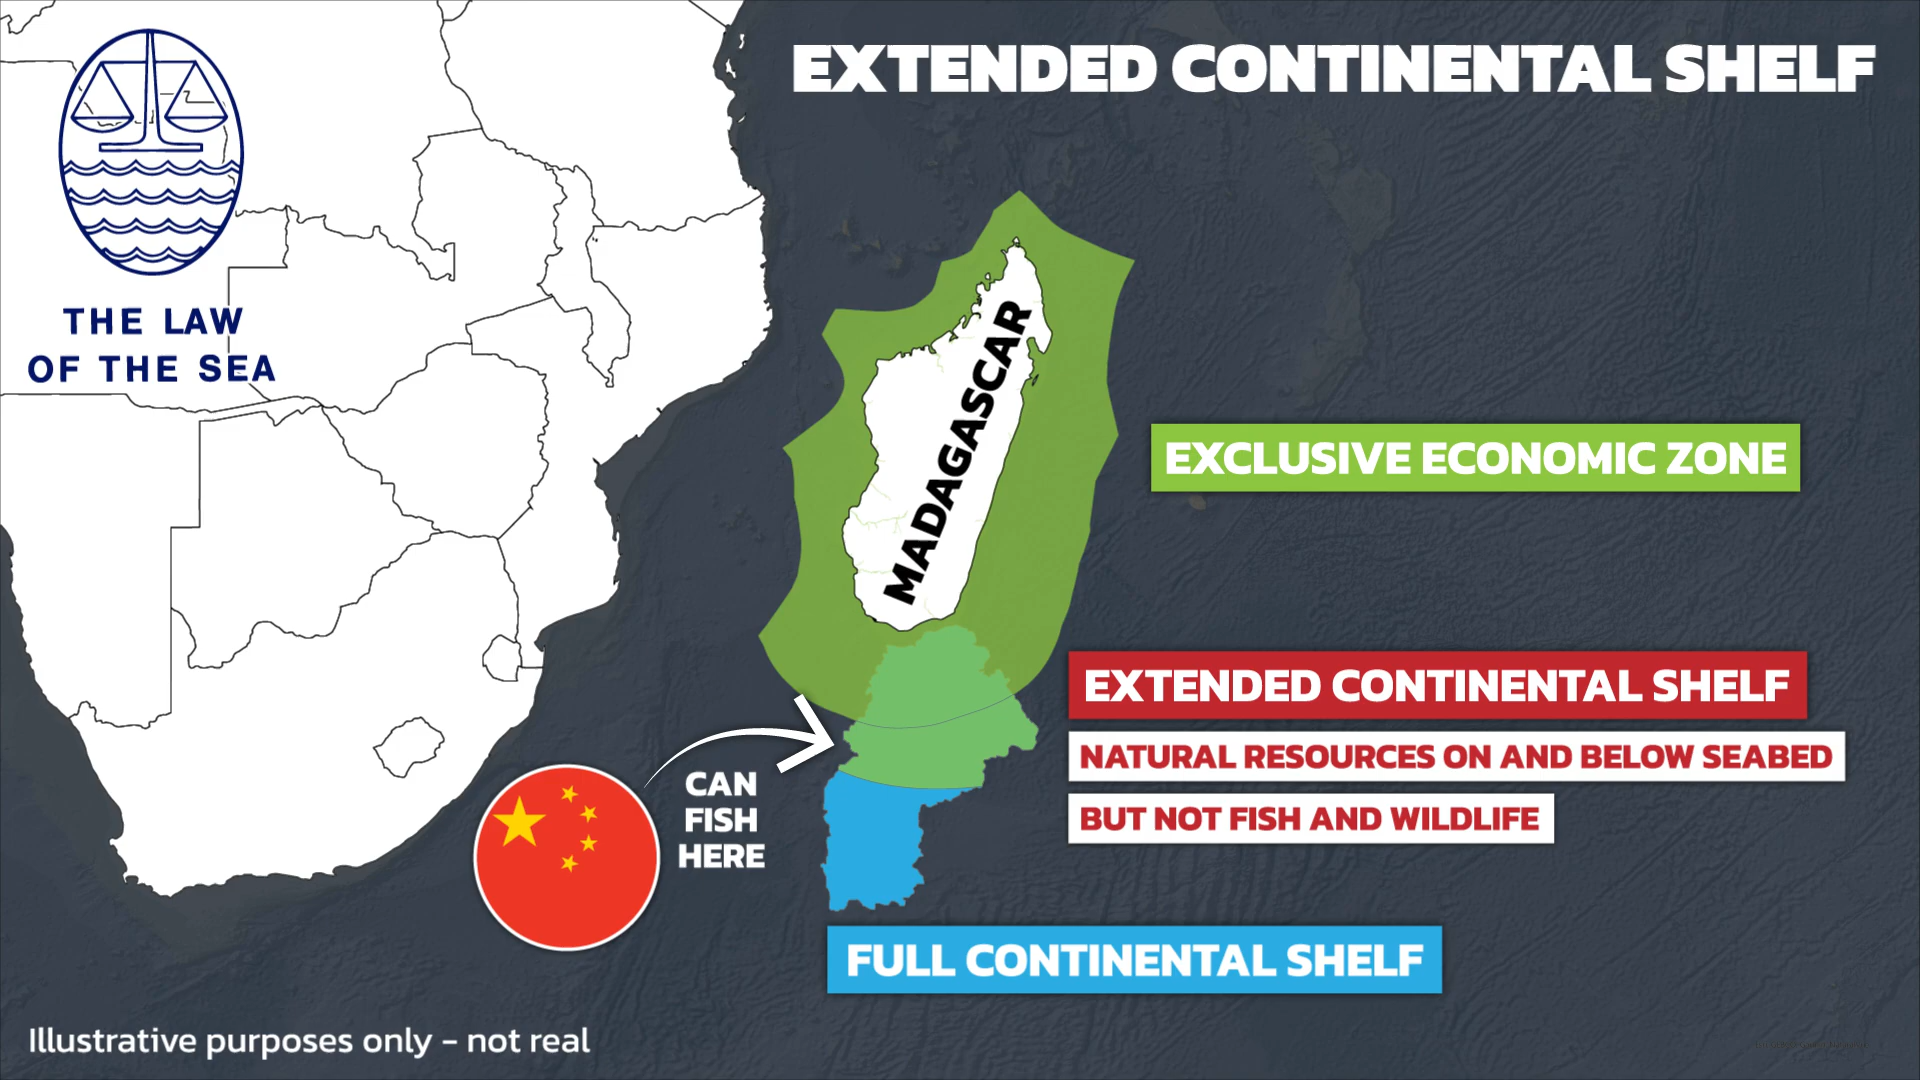 EXTENDED CONTINENTAL SHELF
THE LAW
OF THE SEA
MADAGASCAR
EXCLUSIVE ECONOMIC ZONE
EXTENDED CONTINENTAL SHELF
NATURAL RESOURCES ON AND BELOW SEABED
BUT NOT FISH AND WILDLIFE
CAN
FISH
HERE
FULL CONTINENTAL SHELF
Illustrative purposes only - not real